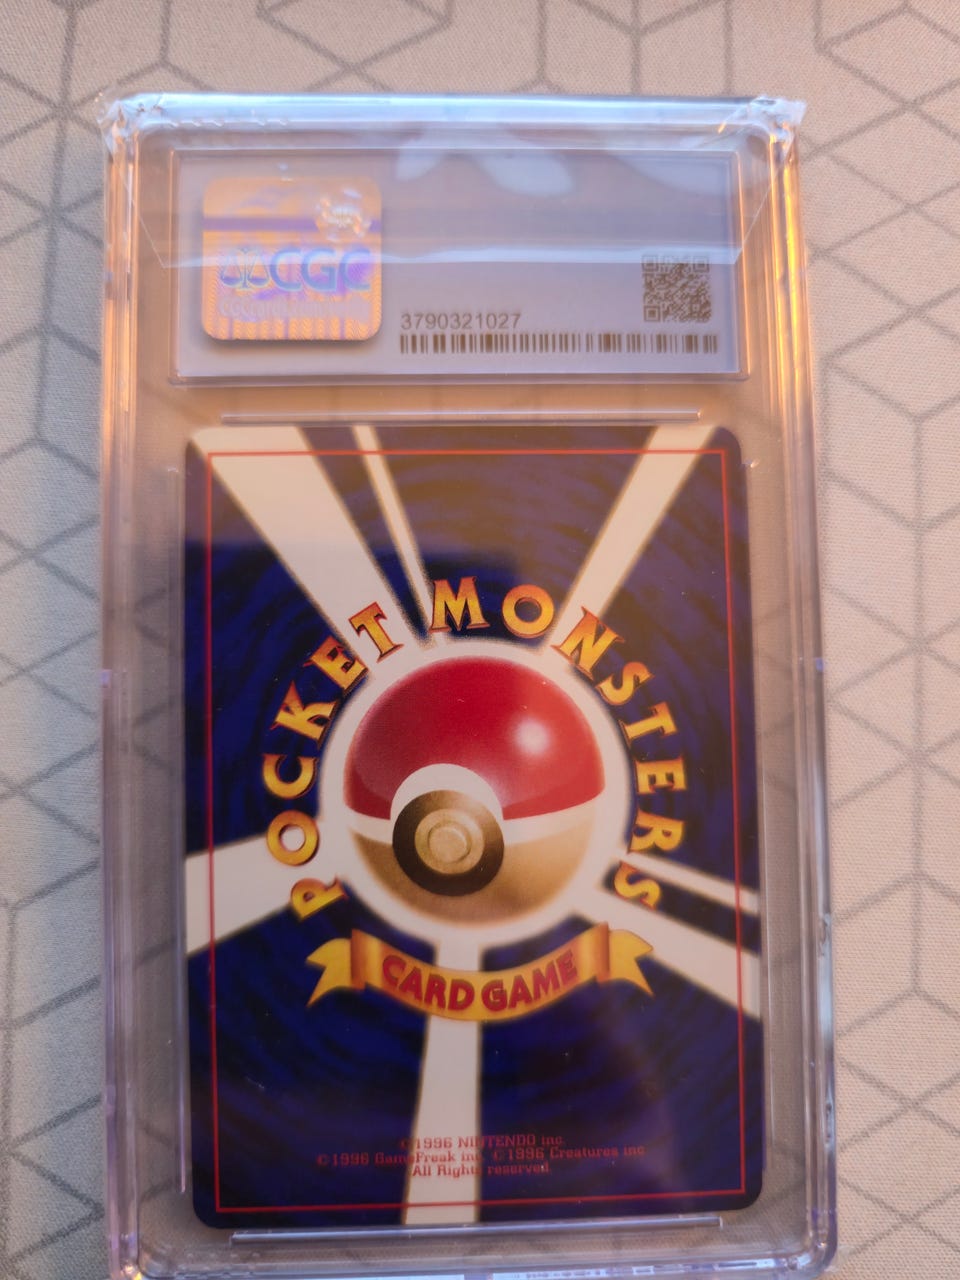 CGC
3790321027
POCKET MONSTERS
CARD GAME
©1996 NINTENDO inc.
©1996 GameFreak inc. ©1996 Creatures inc.
All Rights reserved.